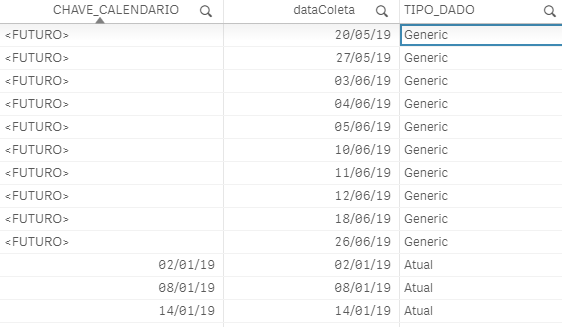 CHAVE_CALENDARIO dataColeta TIPO_DADO
<FUTURO> 20/05/19 Generic
<FUTURO> 27/05/19 Generic
<FUTURO> 03/06/19 Generic
<FUTURO> 04/06/19 Generic
<FUTURO> 05/06/19 Generic
<FUTURO> 10/06/19 Generic
<FUTURO> 11/06/19 Generic
<FUTURO> 12/06/19 Generic
<FUTURO> 18/06/19 Generic
<FUTURO> 26/06/19 Generic
02/01/19 02/01/19 Atual
08/01/19 08/01/19 Atual
14/01/19 14/01/19 Atual